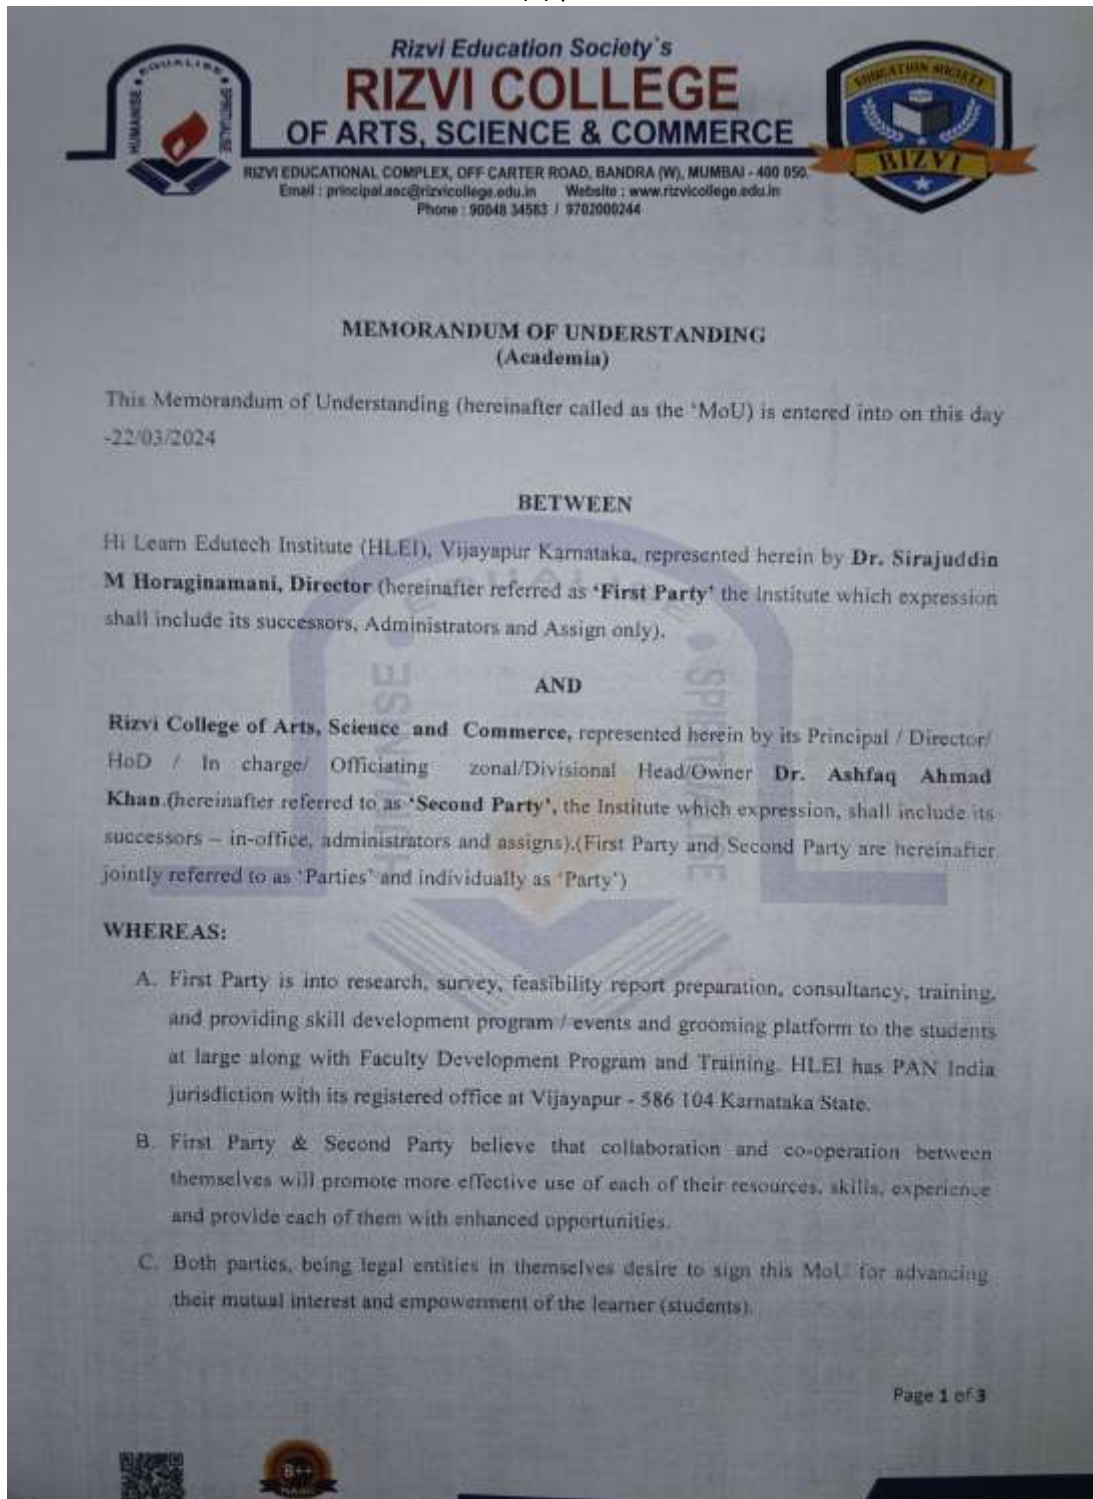 Rizvi Education Society's
RIZVI COLLEGE
OF ARTS, SCIENCE & COMMERCE
RIZVI EDUCATIONAL COMPLEX, OFF CARTER ROAD, BANDRA (W), MUMBAI - 400 050.
Email : principal.asc@rizvicollege.edu.in Website : www.rizvicollege.edu.in
Phone : 90048 34583 / 9702000244
HUMANISE • EQUALISE • SPIRITUALISE
EDUCATION SOCIETY
RIZVI
MEMORANDUM OF UNDERSTANDING
(Academia)
This Memorandum of Understanding (hereinafter called as the 'MoU) is entered into on this day
-22/03/2024
BETWEEN
Hi Learn Edutech Institute (HLEI), Vijayapur Karnataka, represented herein by Dr. Sirajuddin
M Horaginamani, Director (hereinafter referred as 'First Party' the Institute which expression
shall include its successors, Administrators and Assign only).
AND
Rizvi College of Arts, Science and Commerce, represented herein by its Principal / Director/
HoD / In charge/ Officiating zonal/Divisional Head/Owner Dr. Ashfaq Ahmad
Khan.(hereinafter referred to as 'Second Party', the Institute which expression, shall include its
successors – in-office, administrators and assigns).(First Party and Second Party are hereinafter
jointly referred to as 'Parties' and individually as 'Party')
WHEREAS:
A. First Party is into research, survey, feasibility report preparation, consultancy, training,
and providing skill development program / events and grooming platform to the students
at large along with Faculty Development Program and Training. HLEI has PAN India
jurisdiction with its registered office at Vijayapur - 586 104 Karnataka State.
B. First Party & Second Party believe that collaboration and co-operation between
themselves will promote more effective use of each of their resources, skills, experience
and provide each of them with enhanced opportunities.
C. Both parties, being legal entities in themselves desire to sign this MoU for advancing
their mutual interest and empowerment of the learner (students).
Page 1 of 3
B++